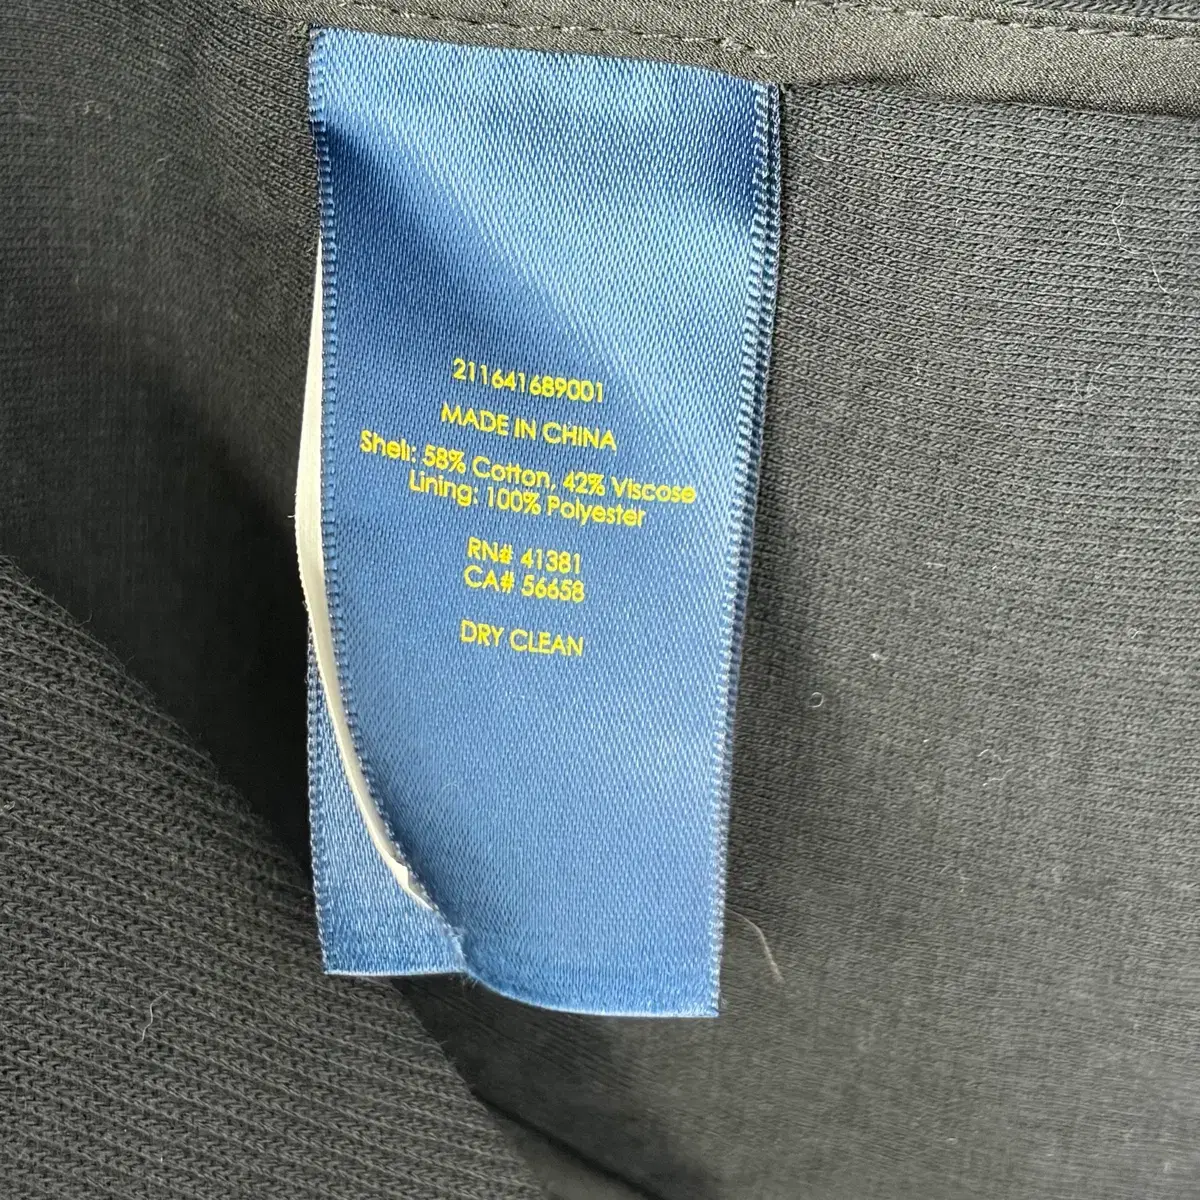 211641689001
MADE IN CHINA
Shell: 58% Cotton, 42% Viscose
Lining: 100% Polyester
RN# 41381
CA# 56658
DRY CLEAN